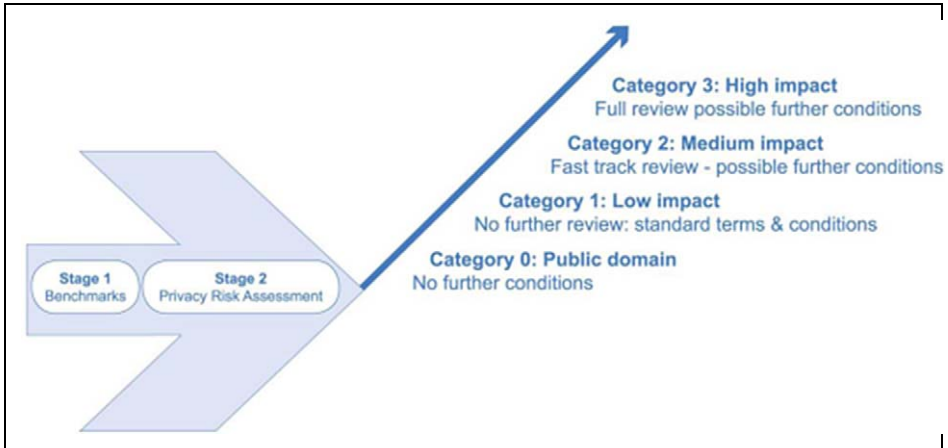 Category 3: High impact
Full review possible further conditions
Category 2: Medium impact
Fast track review - possible further conditions
Category 1: Low impact
No further review: standard terms & conditions
Category 0: Public domain
No further conditions
Stage 1
Benchmarks
Stage 2
Privacy Risk Assessment